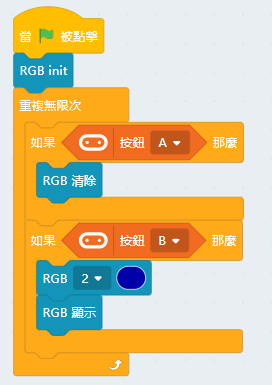 當 被點擊
RGB init
重複無限次
如果 按鈕 A 那麼
RGB 清除
如果 按鈕 B 那麼
RGB 2
RGB 顯示